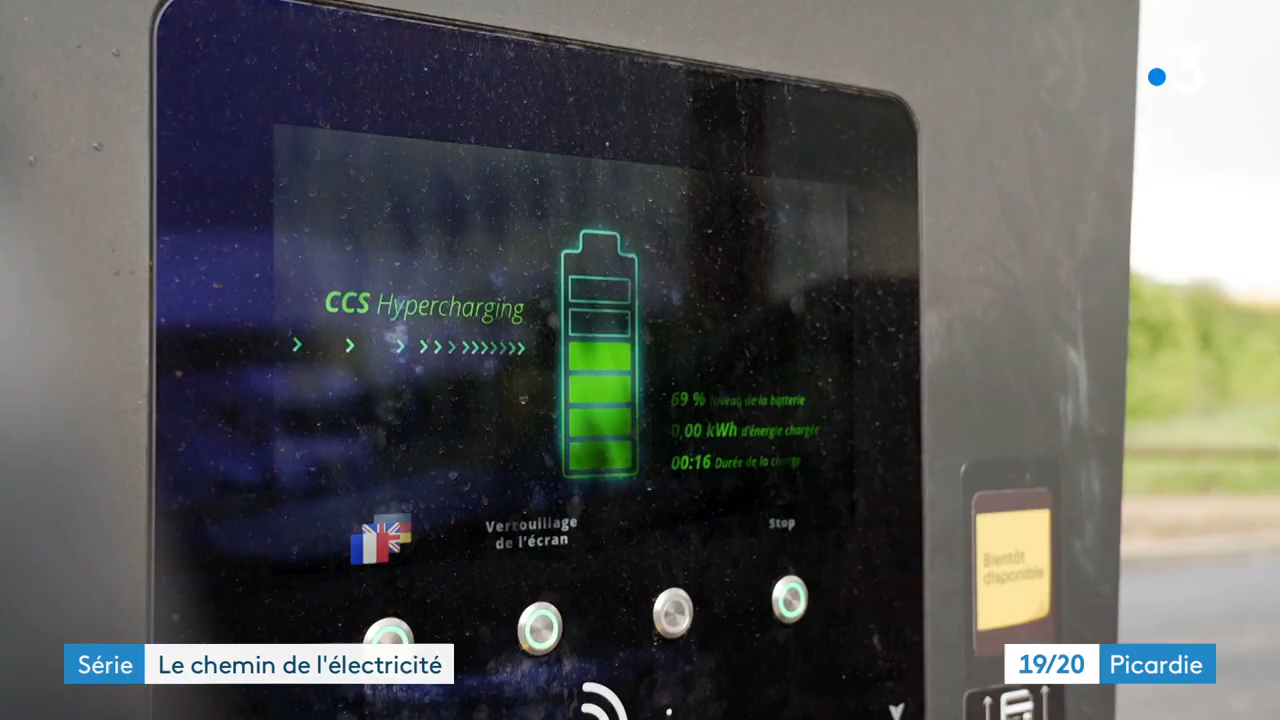 3
CCS Hypercharging
69 % Niveau de la batterie
0,00 kWh d'énergie chargée
00:16 Durée de la charge
Verrouillage
de l'écran
Stop
Bientôt
disponible
Série Le chemin de l'électricité
19/20 Picardie